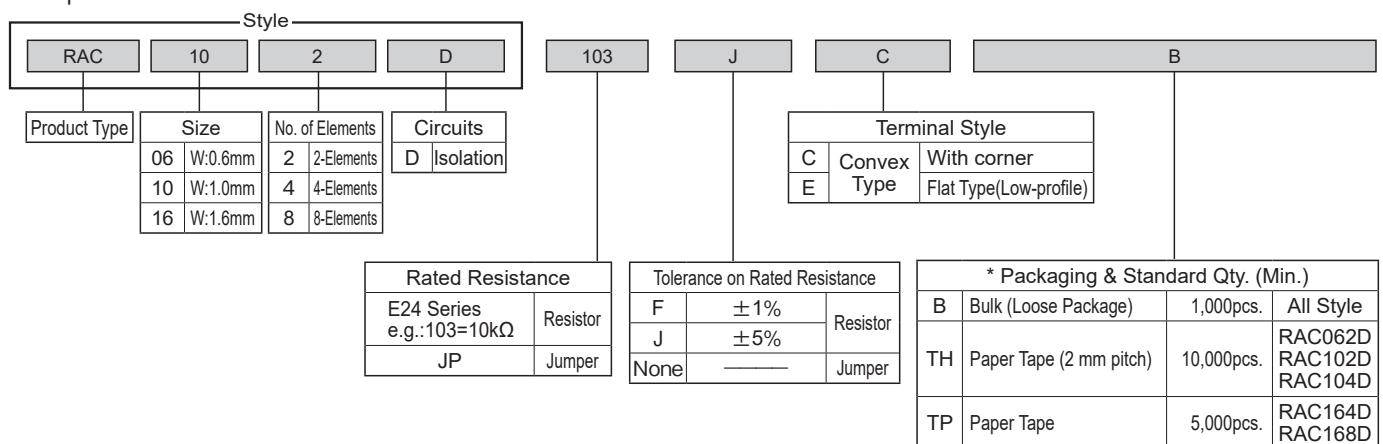 Style
RAC 10 2 D 103 J C B
Product Type
Size
06 W:0.6mm
10 W:1.0mm
16 W:1.6mm
No. of Elements
2 2-Elements
4 4-Elements
8 8-Elements
Circuits
D Isolation
Terminal Style
C Convex Type With corner
E Flat Type(Low-profile)
Rated Resistance
E24 Series
e.g.:103=10kΩ
Resistor
JP Jumper
Tolerance on Rated Resistance
F ±1% Resistor
J ±5%
None ——— Jumper
* Packaging & Standard Qty. (Min.)
B Bulk (Loose Package) 1,000pcs. All Style
TH Paper Tape (2 mm pitch) 10,000pcs. RAC062D
RAC102D
RAC104D
TP Paper Tape 5,000pcs. RAC164D
RAC168D